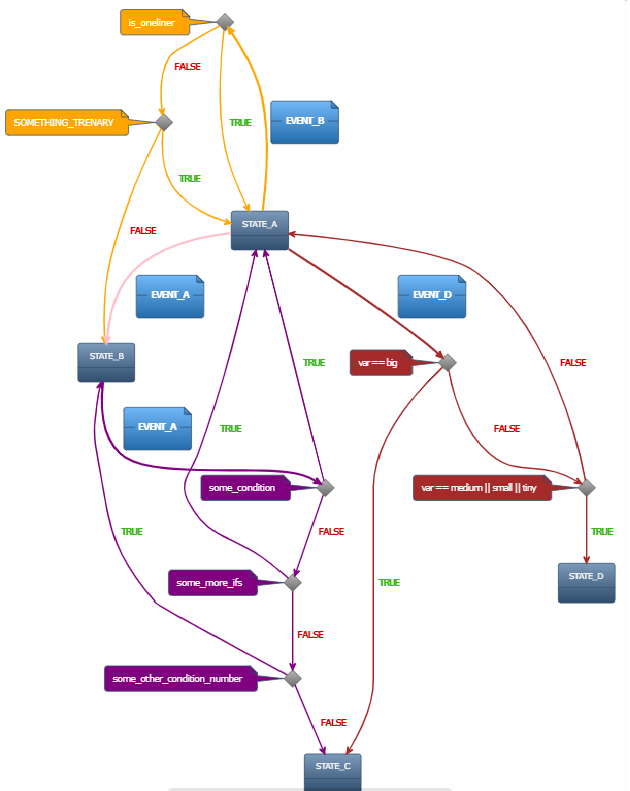 is_oneliner
FALSE
SOMETHING_TRENARY
TRUE
EVENT_B
TRUE
STATE_A
FALSE
EVENT_A
EVENT_ID
STATE_B
var == big
TRUE
FALSE
EVENT_A
TRUE
FALSE
some_condition
var == medium || small || tiny
TRUE
FALSE
TRUE
some_more_ifs
TRUE
STATE_D
FALSE
some_other_condition_number
FALSE
STATE_C